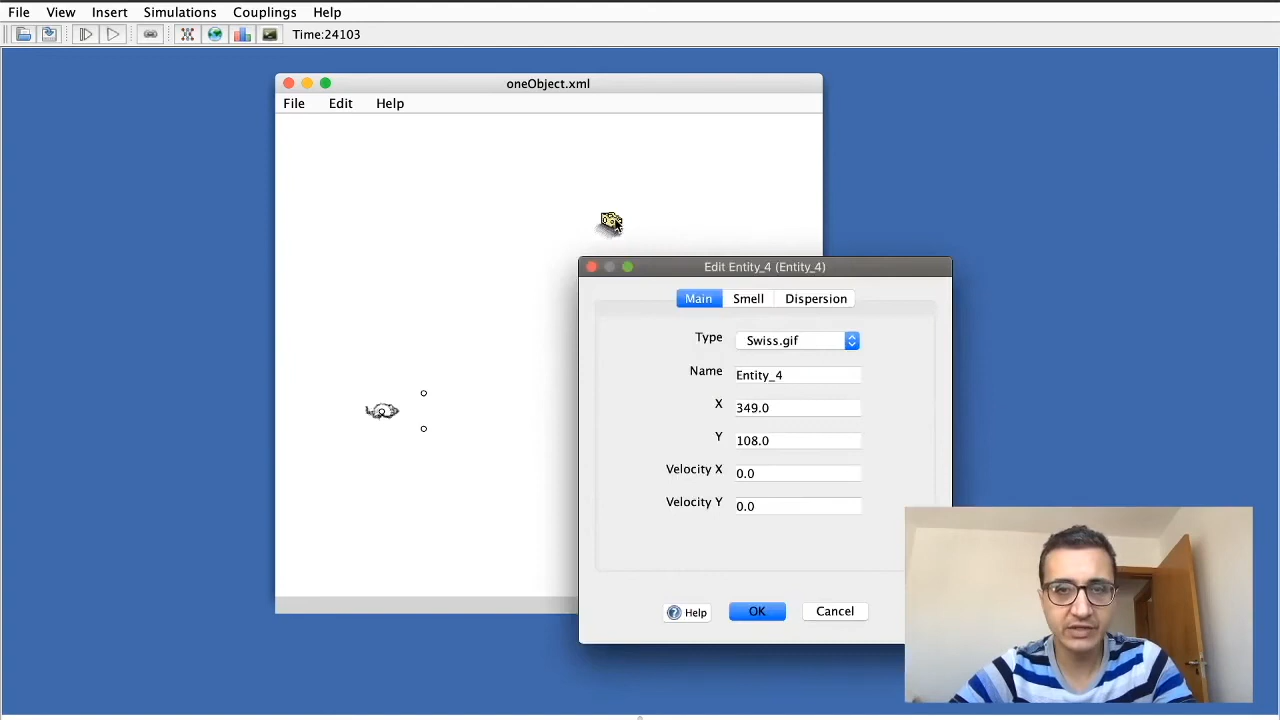 File View Insert Simulations Couplings Help
Time:24103
oneObject.xml
File Edit Help
Edit Entity_4 (Entity_4)
Main Smell Dispersion
Type Swiss.gif
Name Entity_4
X 349.0
Y 108.0
Velocity X 0.0
Velocity Y 0.0
? Help OK Cancel